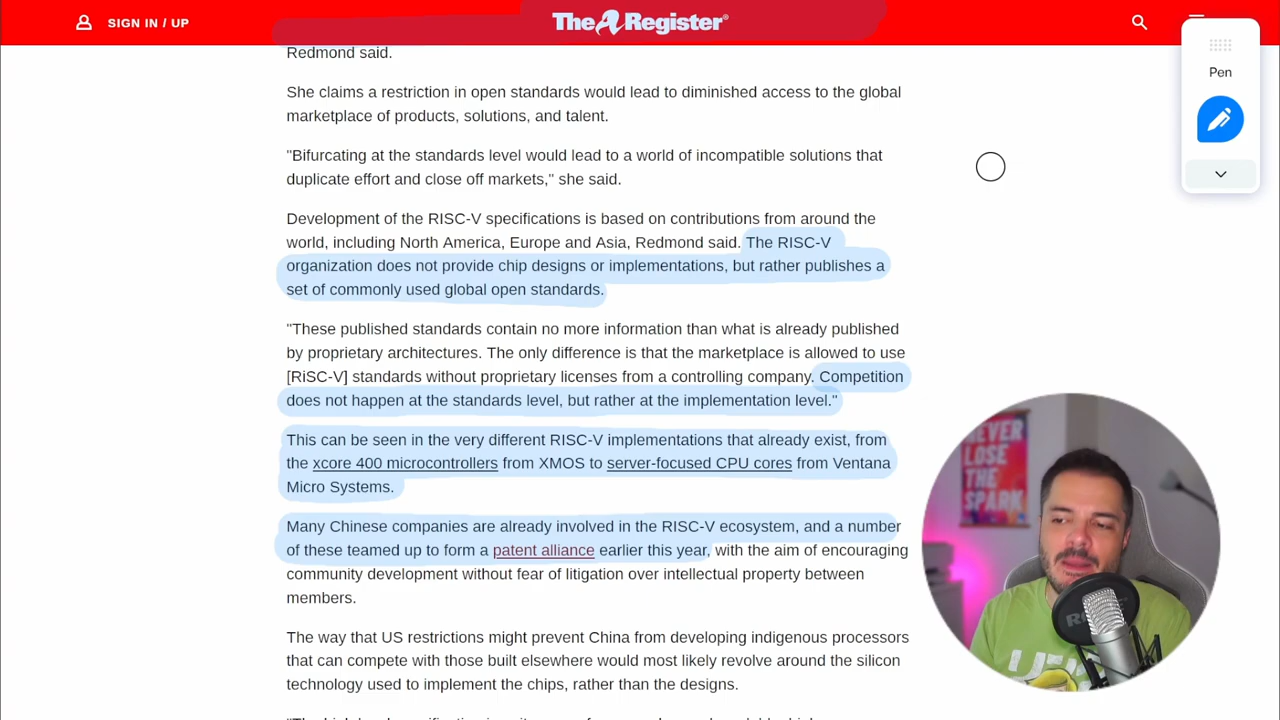 SIGN IN / UP
The Register®
Pen
Redmond said.
She claims a restriction in open standards would lead to diminished access to the global
marketplace of products, solutions, and talent.
"Bifurcating at the standards level would lead to a world of incompatible solutions that
duplicate effort and close off markets," she said.
Development of the RISC-V specifications is based on contributions from around the
world, including North America, Europe and Asia, Redmond said. The RISC-V
organization does not provide chip designs or implementations, but rather publishes a
set of commonly used global open standards.
"These published standards contain no more information than what is already published
by proprietary architectures. The only difference is that the marketplace is allowed to use
[RiSC-V] standards without proprietary licenses from a controlling company. Competition
does not happen at the standards level, but rather at the implementation level."
This can be seen in the very different RISC-V implementations that already exist, from
the xcore 400 microcontrollers from XMOS to server-focused CPU cores from Ventana
Micro Systems.
Many Chinese companies are already involved in the RISC-V ecosystem, and a number
of these teamed up to form a patent alliance earlier this year, with the aim of encouraging
community development without fear of litigation over intellectual property between
members.
The way that US restrictions might prevent China from developing indigenous processors
that can compete with those built elsewhere would most likely revolve around the silicon
technology used to implement the chips, rather than the designs.
NEVER
LOSE
THE
SPARK